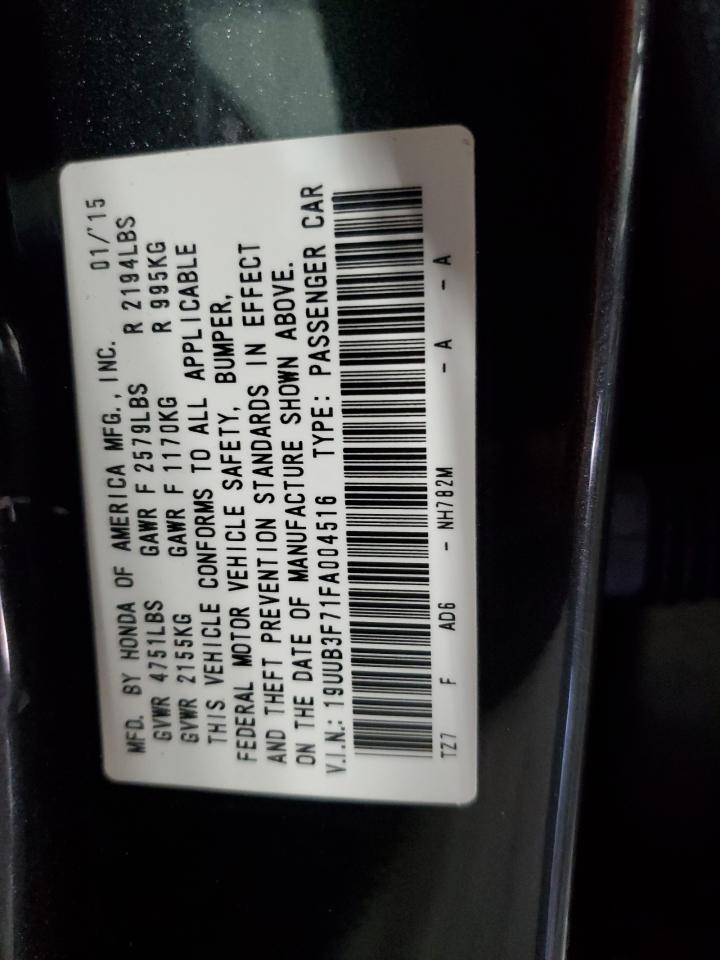 MFD. BY HONDA OF AMERICA MFG., INC. 01/'15
GVWR 4751LBS GAWR F 2579LBS R 2194LBS
GVWR 2155KG GAWR F 1170KG R 995KG
THIS VEHICLE CONFORMS TO ALL APPLICABLE
FEDERAL MOTOR VEHICLE SAFETY, BUMPER,
AND THEFT PREVENTION STANDARDS IN EFFECT
ON THE DATE OF MANUFACTURE SHOWN ABOVE.
V.I.N.: 19UUB3F71FA004516 TYPE: PASSENGER CAR
TZ7 F AD6 - NH782M - A - A